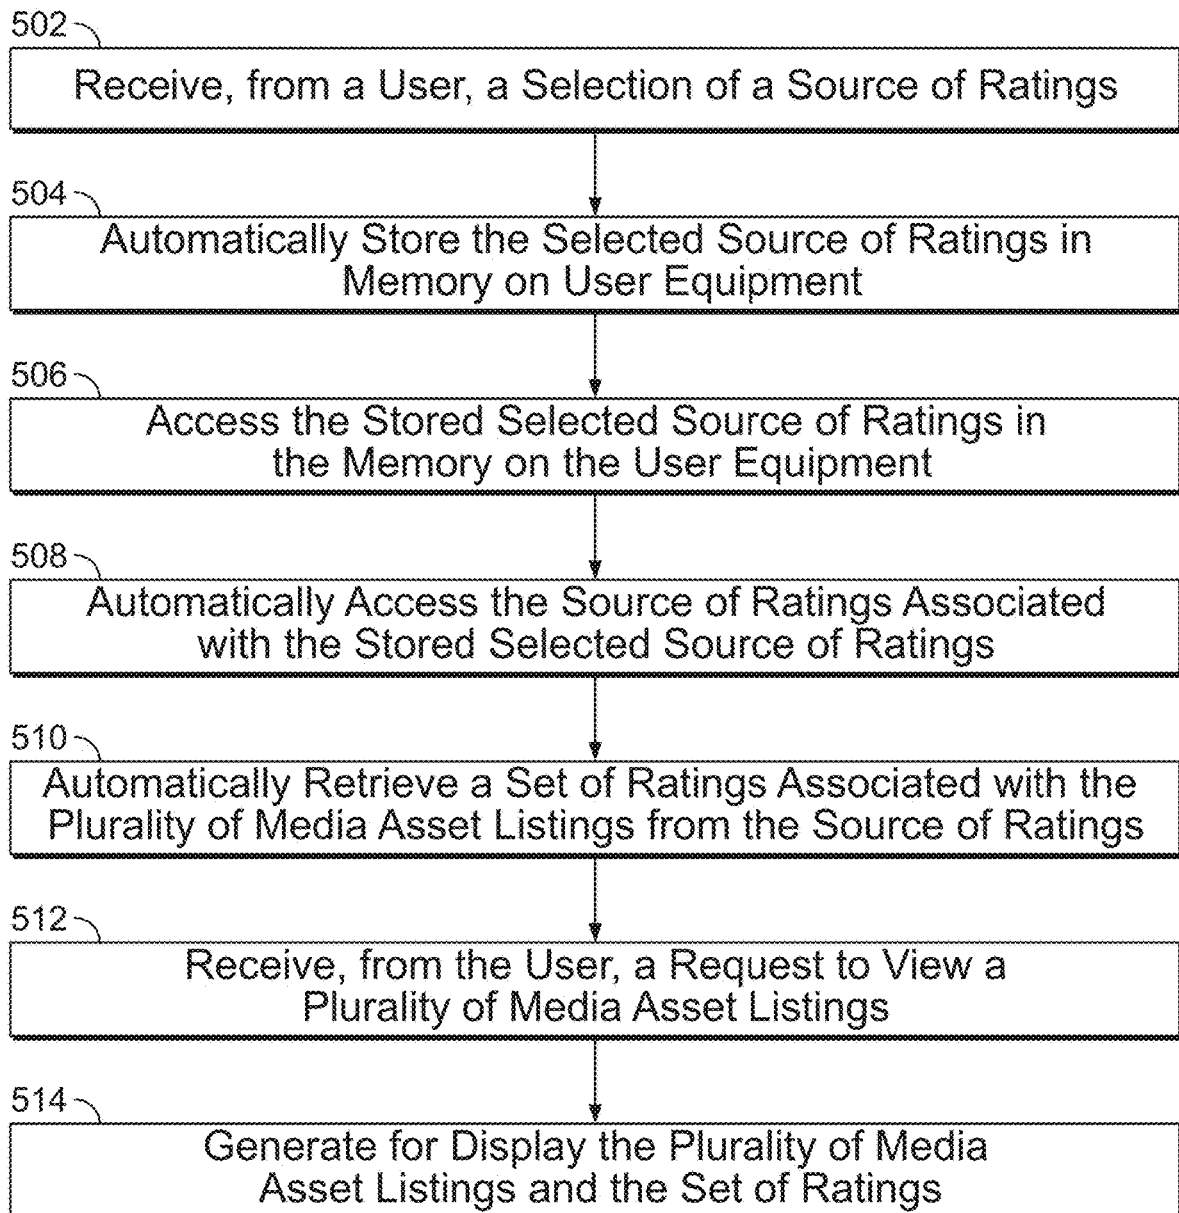 502
Receive, from a User, a Selection of a Source of Ratings
504
Automatically Store the Selected Source of Ratings in
Memory on User Equipment
506
Access the Stored Selected Source of Ratings in
the Memory on the User Equipment
508
Automatically Access the Source of Ratings Associated
with the Stored Selected Source of Ratings
510
Automatically Retrieve a Set of Ratings Associated with the
Plurality of Media Asset Listings from the Source of Ratings
512
Receive, from the User, a Request to View a
Plurality of Media Asset Listings
514
Generate for Display the Plurality of Media
Asset Listings and the Set of Ratings